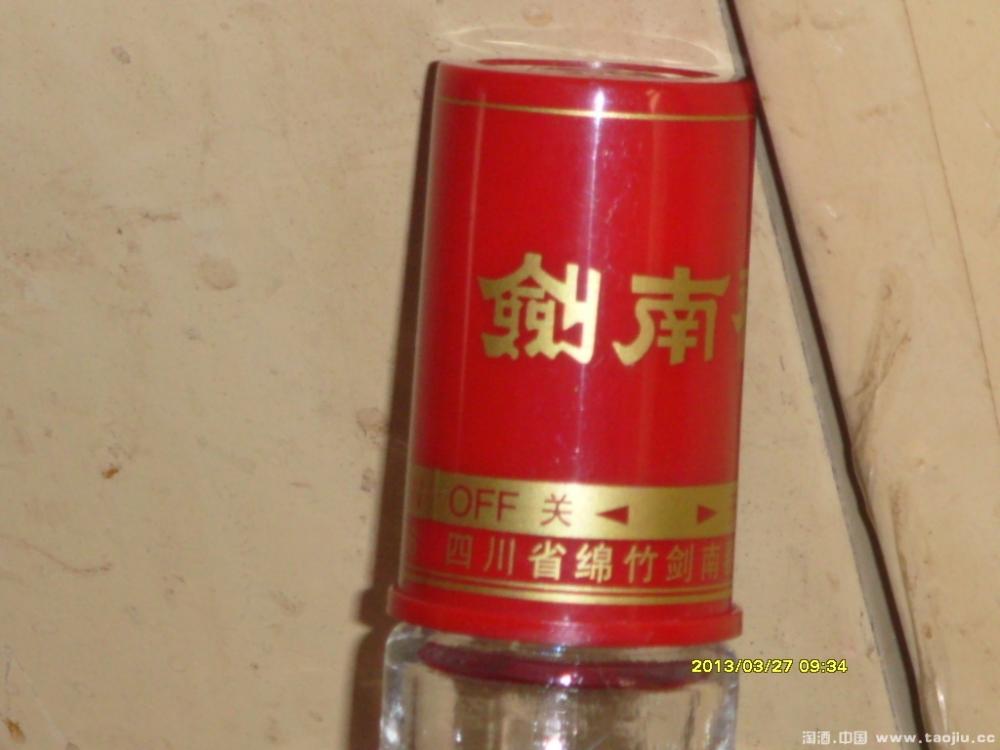 剑南
OFF 关 ◀ ▶
四川省绵竹剑南
2013/03/27 09:34
淘酒.中国 www.taojiu.cc